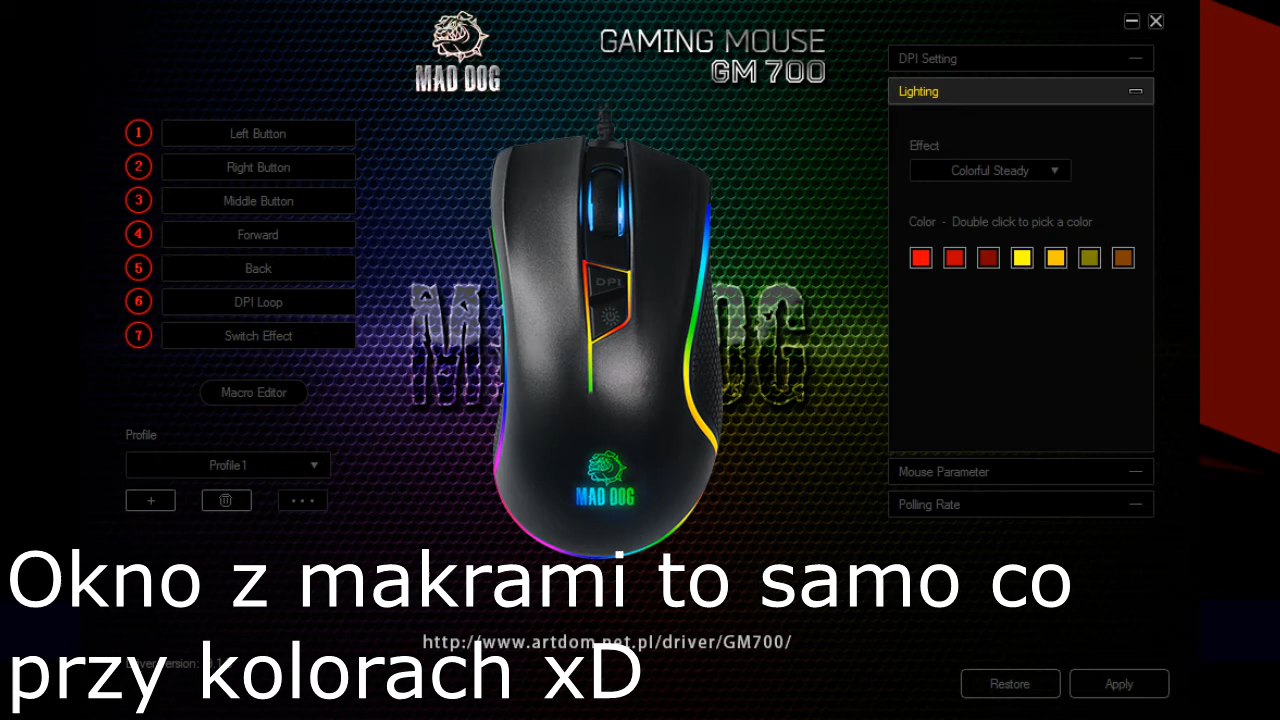 MAD DOG
GAMING MOUSE
GM 700
DPI Setting
Lighting
Effect
Colorful Steady
Color - Double click to pick a color
1 Left Button
2 Right Button
3 Middle Button
4 Forward
5 Back
6 DPI Loop
7 Switch Effect
Macro Editor
Profile
Profile1
DPI
MAD DOG
Mouse Parameter
Polling Rate
Okno z makrami to samo co
przy kolorach xD
http://www.artdom.net.pl/driver/GM700/
Restore
Apply